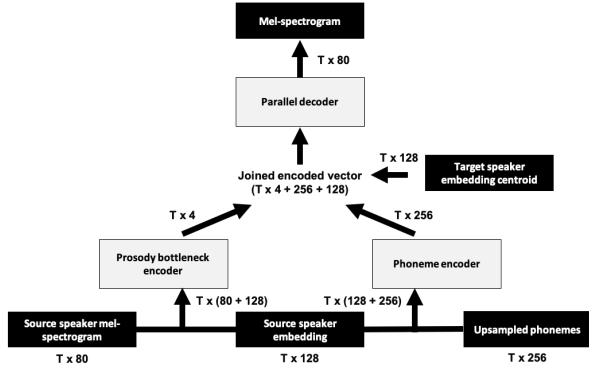 Mel-spectrogram
T x 80
Parallel decoder
T x 128
Target speaker
embedding centroid
Joined encoded vector
(T x 4 + 256 + 128)
T x 4
T x 256
Prosody bottleneck
encoder
Phoneme encoder
T x (80 + 128)
T x (128 + 256)
Source speaker mel-
spectrogram
Source speaker
embedding
Upsampled phonemes
T x 80
T x 128
T x 256